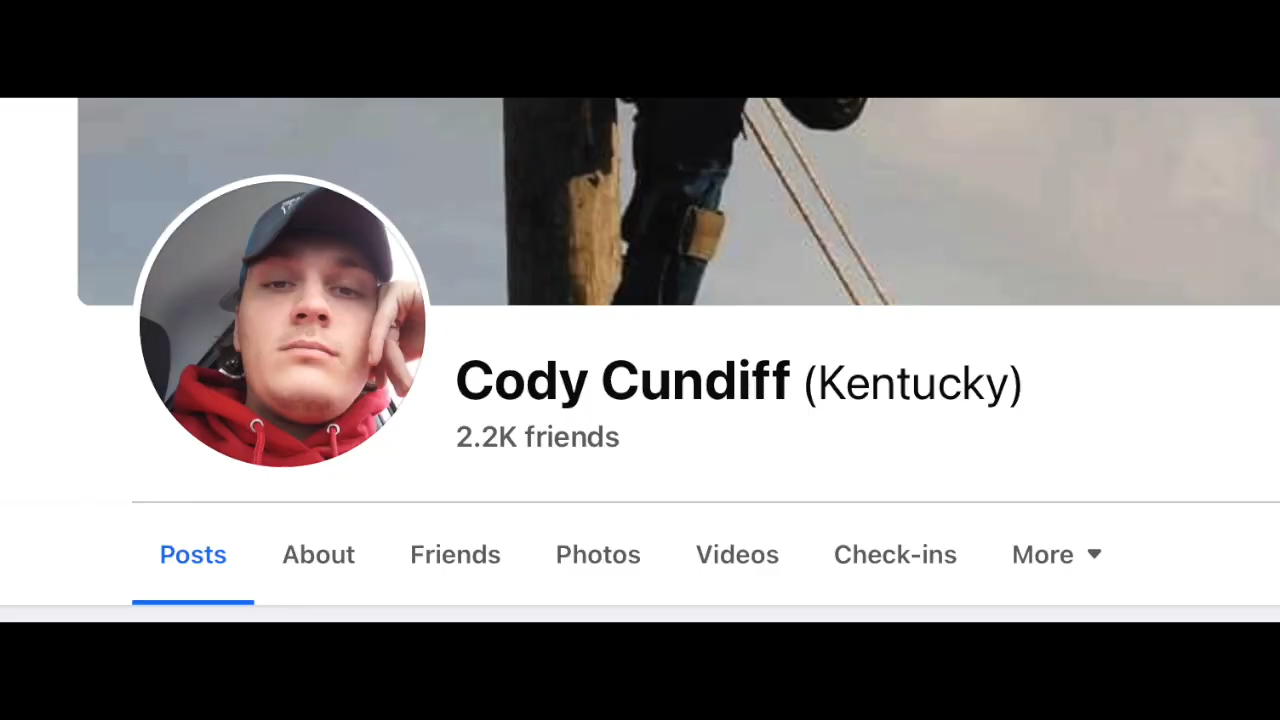 Cody Cundiff (Kentucky)
2.2K friends
Posts About Friends Photos Videos Check-ins More